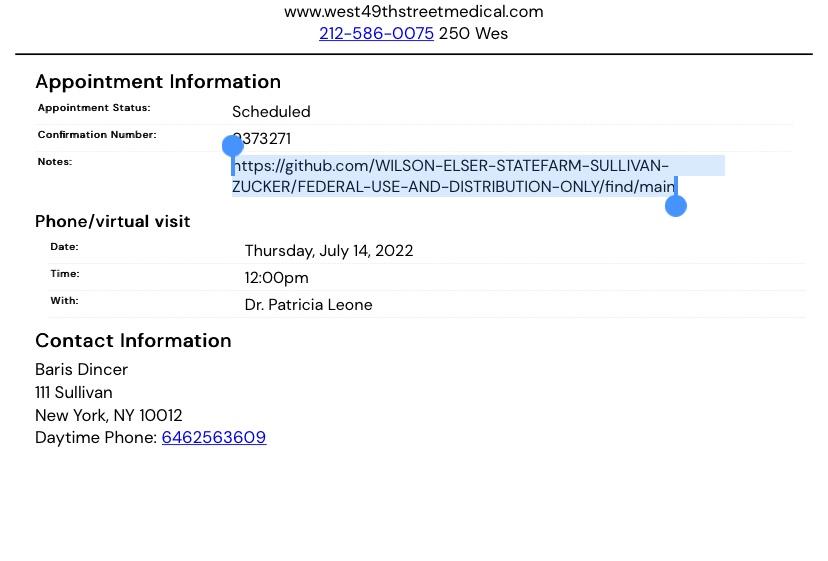 www.west49thstreetmedical.com
212-586-0075 250 Wes
Appointment Information
Appointment Status: Scheduled
Confirmation Number: 9373271
Notes: https://github.com/WILSON-ELSER-STATEFARM-SULLIVAN-
ZUCKER/FEDERAL-USE-AND-DISTRIBUTION-ONLY/find/main
Phone/virtual visit
Date: Thursday, July 14, 2022
Time: 12:00pm
With: Dr. Patricia Leone
Contact Information
Baris Dincer
111 Sullivan
New York, NY 10012
Daytime Phone: 6462563609